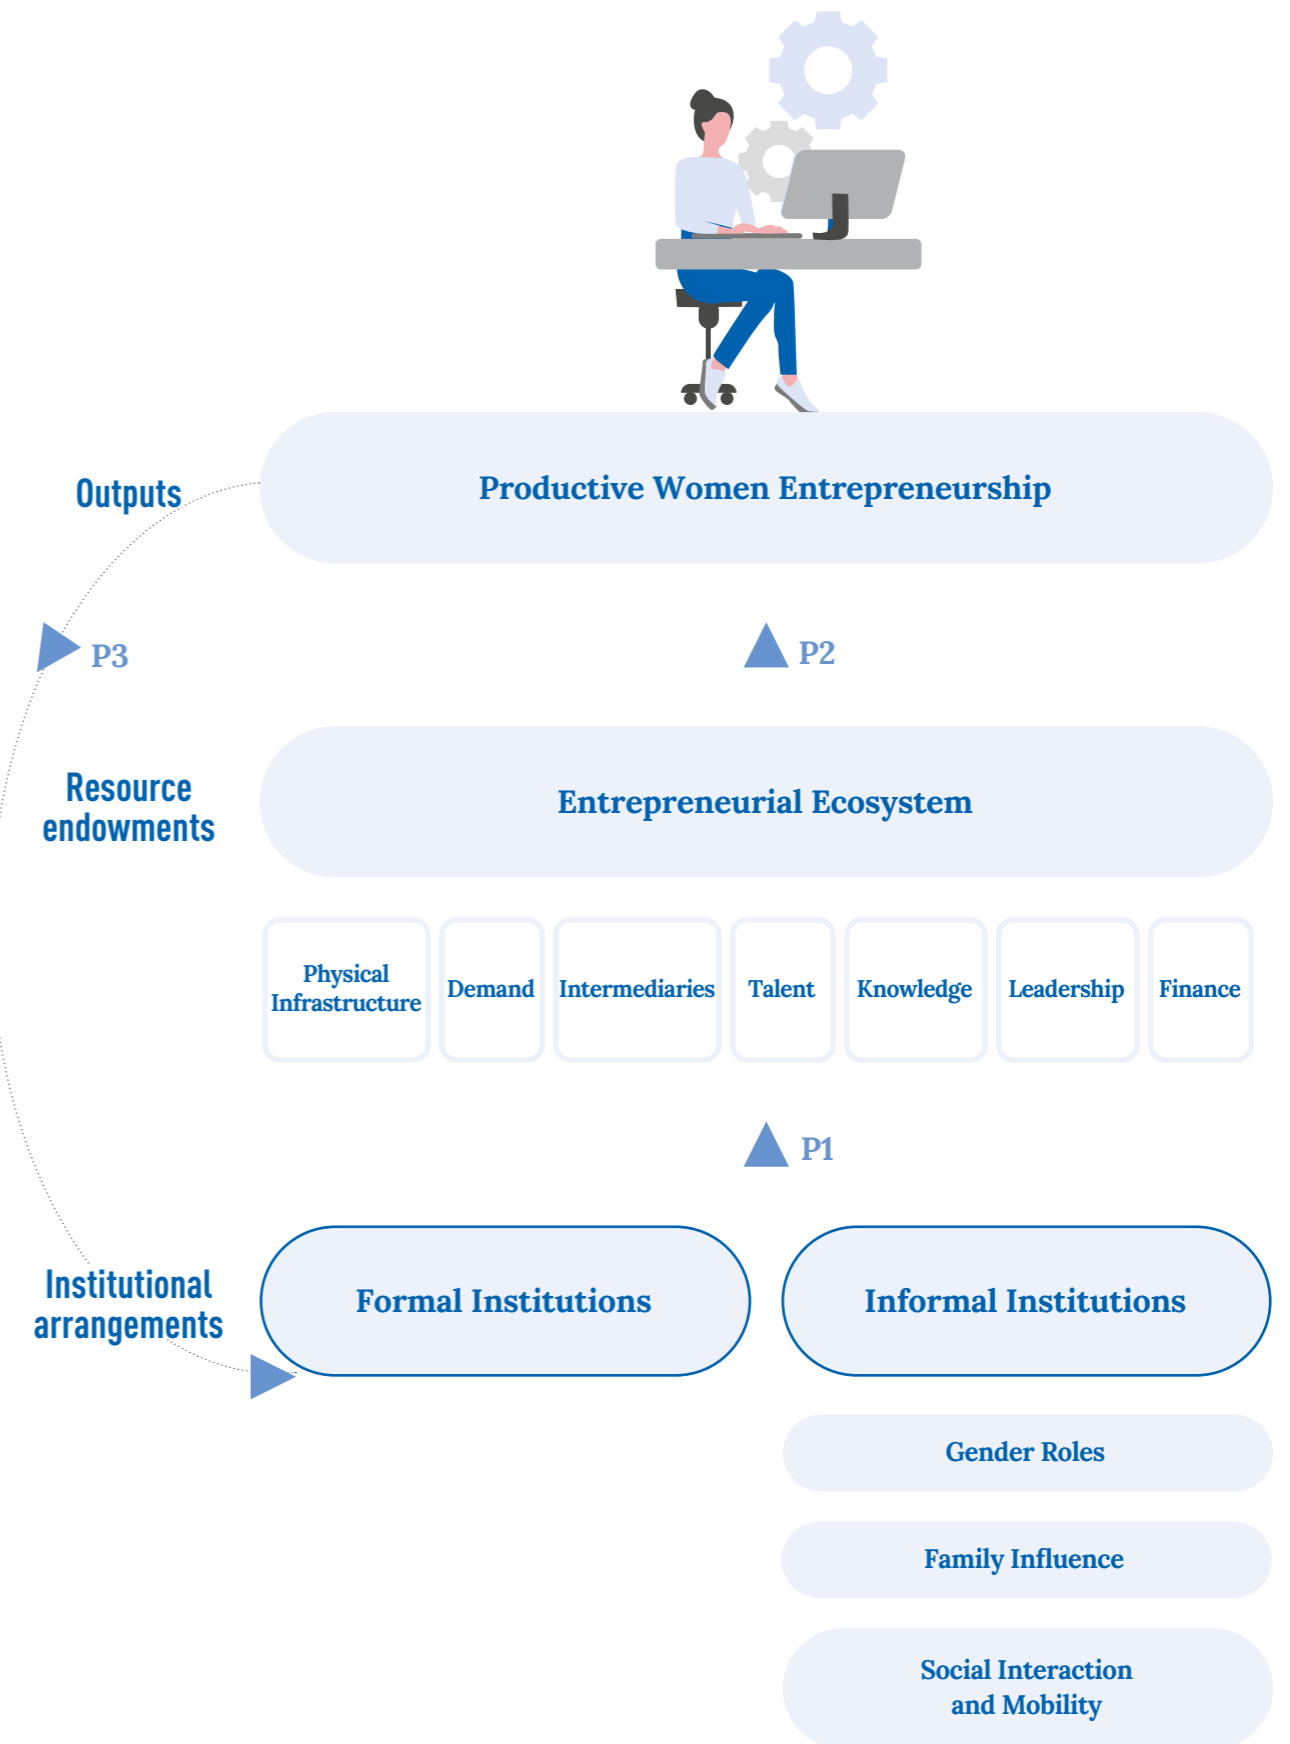 Outputs
Productive Women Entrepreneurship
P3
P2
Resource
endowments
Entrepreneurial Ecosystem
Physical
Infrastructure
Demand
Intermediaries
Talent
Knowledge
Leadership
Finance
P1
Institutional
arrangements
Formal Institutions
Informal Institutions
Gender Roles
Family Influence
Social Interaction
and Mobility